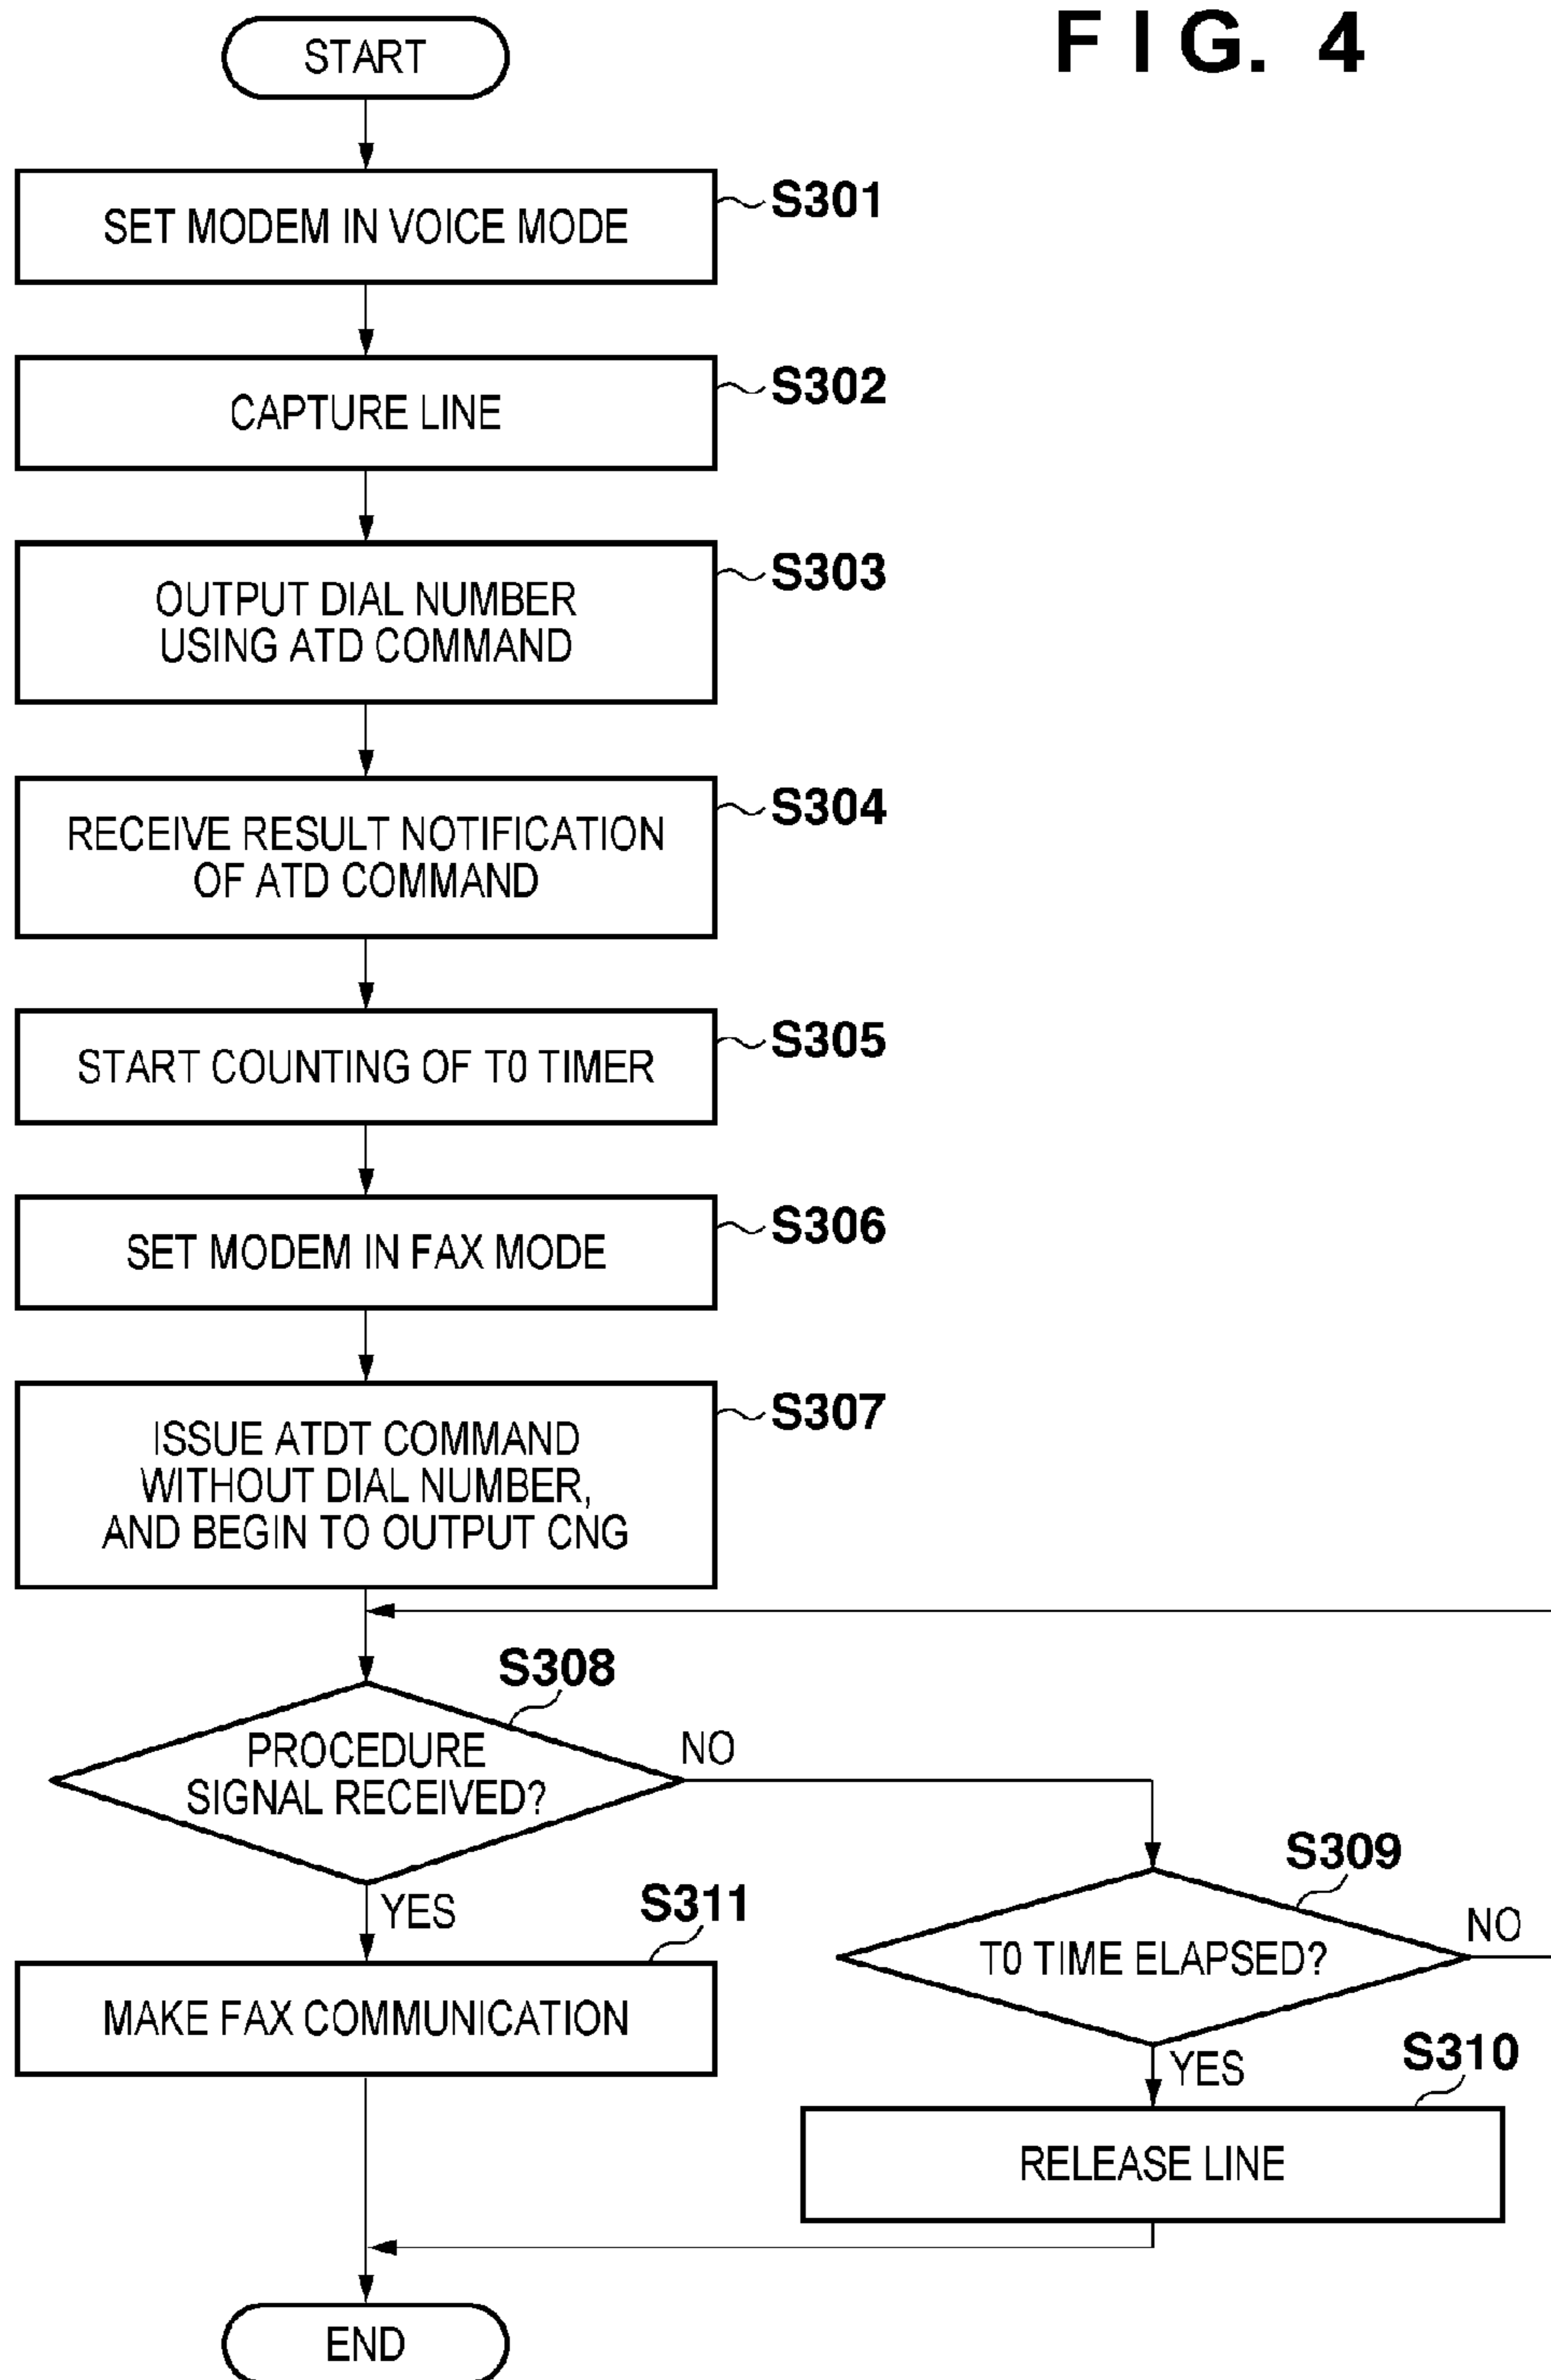 FIG. 4
START
SET MODEM IN VOICE MODE
S301
CAPTURE LINE
S302
OUTPUT DIAL NUMBER
USING ATD COMMAND
S303
RECEIVE RESULT NOTIFICATION
OF ATD COMMAND
S304
START COUNTING OF T0 TIMER
S305
SET MODEM IN FAX MODE
S306
ISSUE ATDT COMMAND
WITHOUT DIAL NUMBER,
AND BEGIN TO OUTPUT CNG
S307
S308
PROCEDURE
SIGNAL RECEIVED?
NO
YES
S309
T0 TIME ELAPSED?
NO
YES
S311
MAKE FAX COMMUNICATION
S310
RELEASE LINE
END